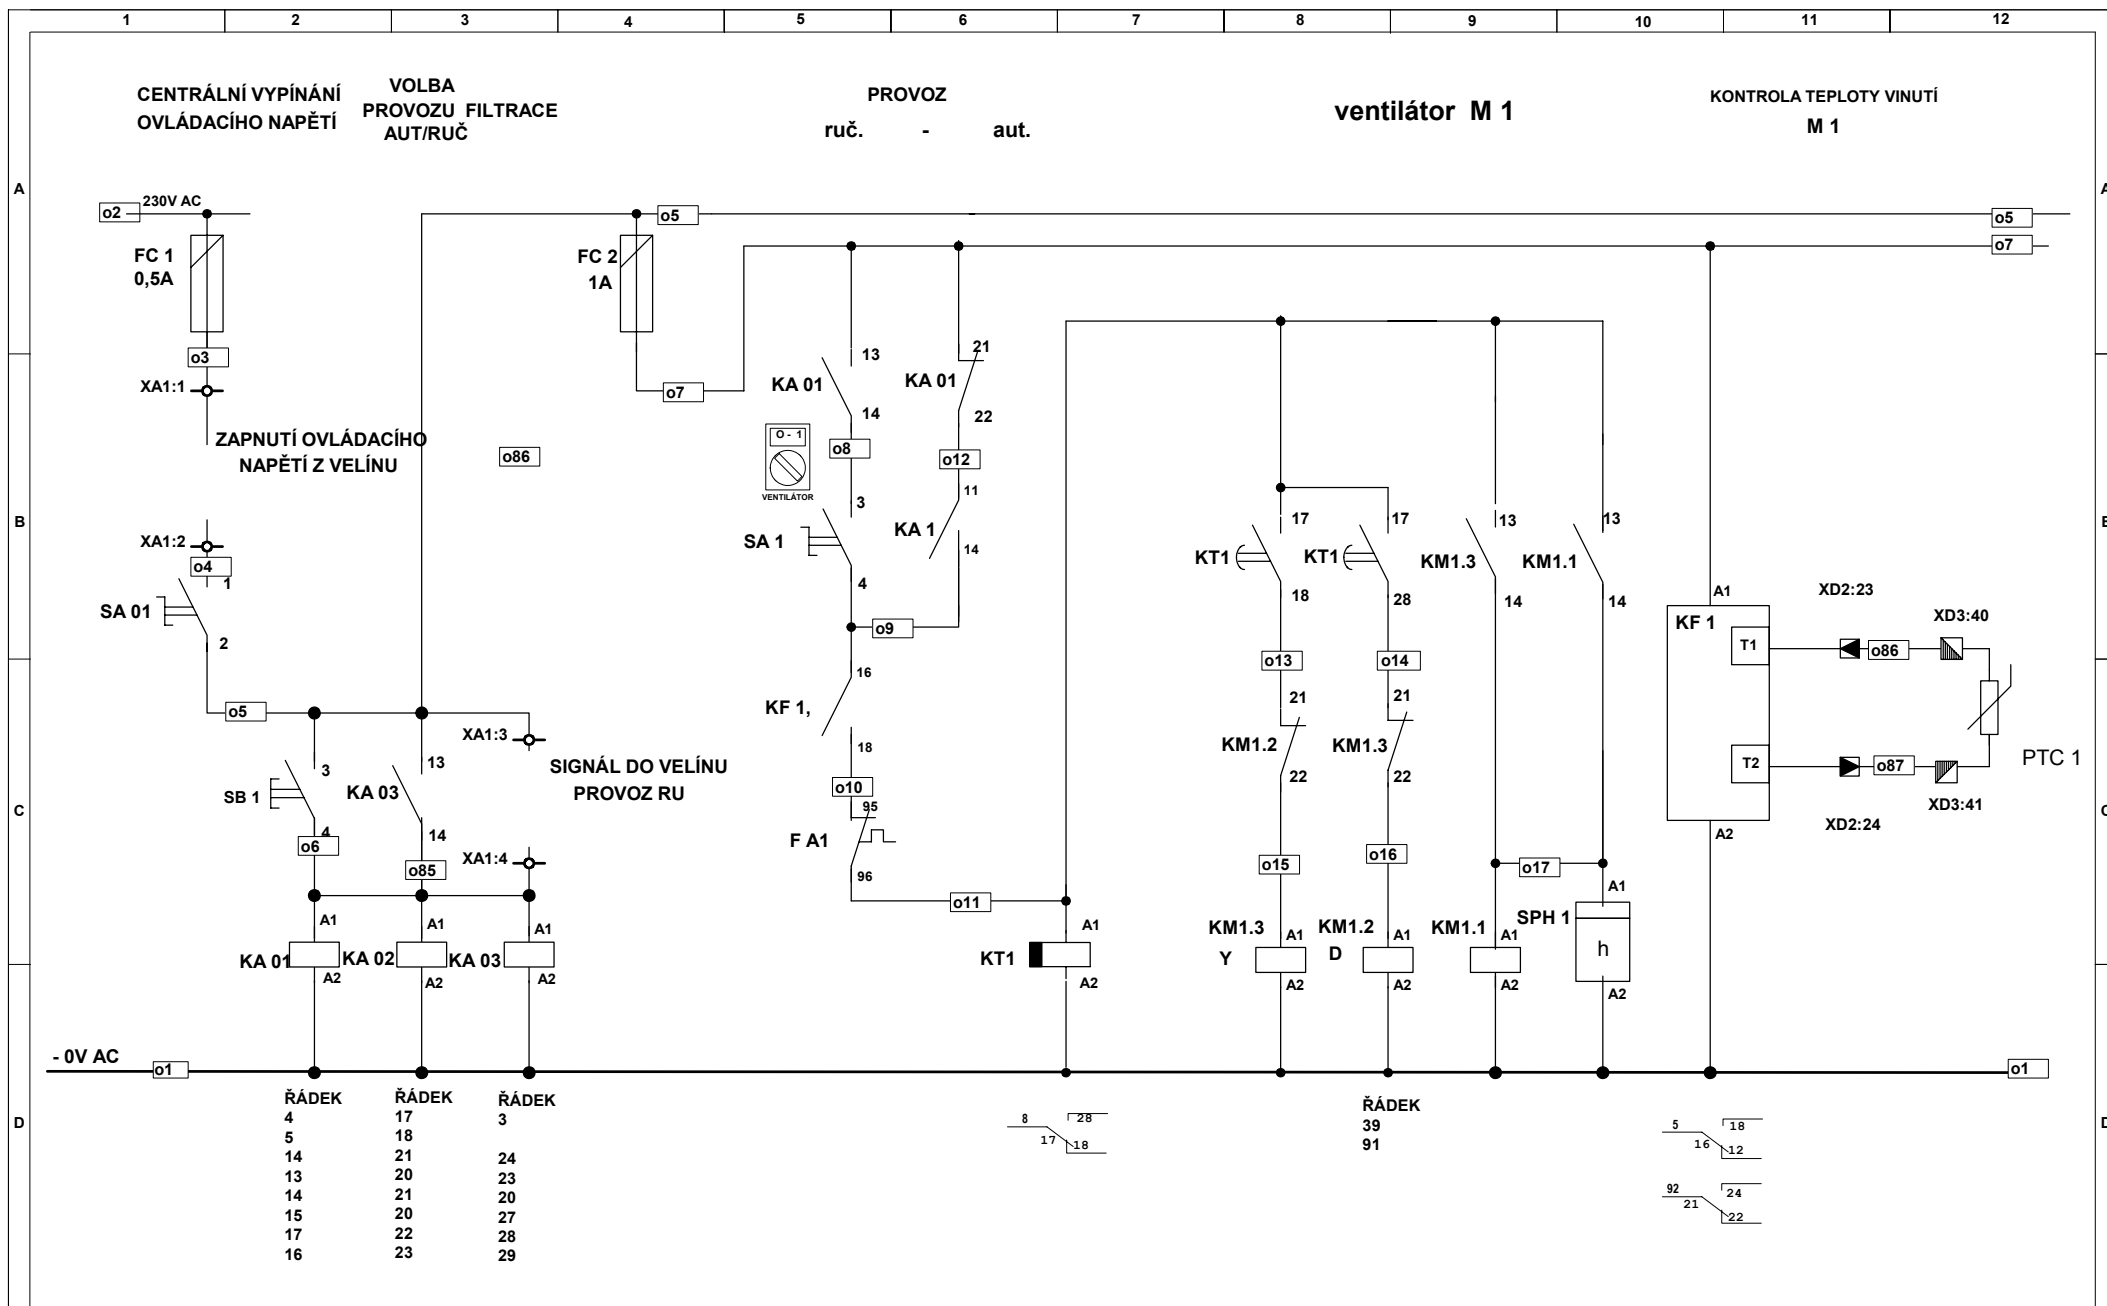 1 2 3 4 5 6 7 8 9 10 11 12
CENTRÁLNÍ VYPÍNÁNÍ
OVLÁDACÍHO NAPĚTÍ
VOLBA
PROVOZU FILTRACE
AUT/RUČ
PROVOZ
ruč. - aut.
ventilátor M 1
KONTROLA TEPLOTY VINUTÍ
M 1
A
A
o2
230V AC
o5
o5
o7
FC 1
0,5A
FC 2
1A
o3
XA1:1
o7
ZAPNUTÍ OVLÁDACÍHO
NAPĚTÍ Z VELÍNU
o86
13
KA 01
14
21
KA 01
22
O - 1
VENTILÁTOR
o8
o12
B
XA1:2
o4
1
SA 01
2
3
SA 1
4
11
KA 1
14
o9
17
KT1
18
17
KT1
28
13
KM1.3
14
13
KM1.1
14
A1
KF 1
T1
T2
A2
XD2:23
XD3:40
o86
o87
XD3:41
XD2:24
PTC 1
o13
o14
16
KF 1,
18
21
KM1.2
22
21
KM1.3
22
C
o5
XA1:3
3
SB 1
4
13
KA 03
14
SIGNÁL DO VELÍNU
PROVOZ RU
o6
o85
XA1:4
o10
95
F A1
96
o11
o15
o16
o17
A1
KA 01
A2
A1
KA 02
A2
A1
KA 03
A2
A1
KT1
A2
KM1.3
Y
A1
A2
KM1.2
D
A1
A2
KM1.1
A1
A2
SPH 1
A1
h
A2
- 0V AC
o1
o1
D
ŘÁDEK
4
5
14
13
14
15
17
16
ŘÁDEK
17
18
21
20
21
20
22
23
ŘÁDEK
3
24
23
20
27
28
29
8
28
17
18
ŘÁDEK
39
91
5
18
16
12
92
24
21
22